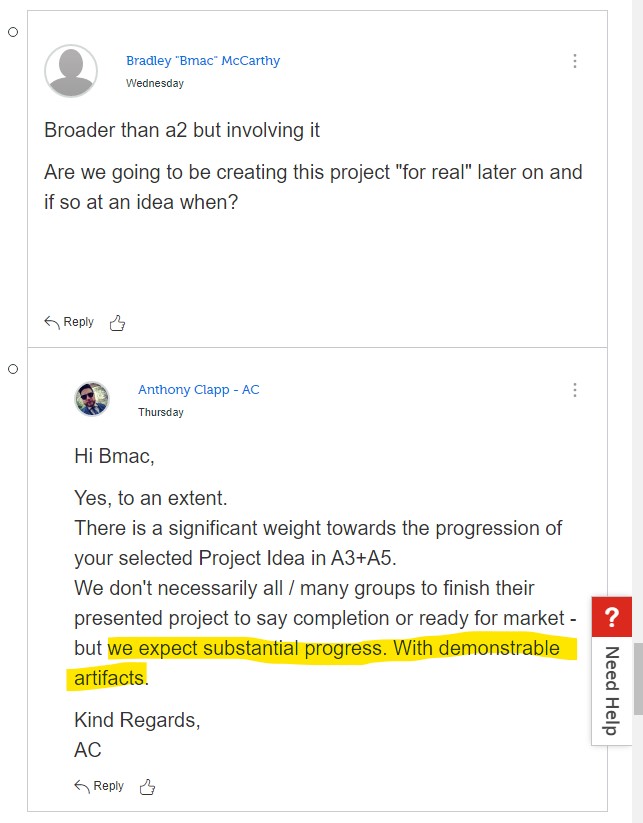 Bradley "Bmac" McCarthy
Wednesday
Broader than a2 but involving it
Are we going to be creating this project "for real" later on and
if so at an idea when?
Reply
Anthony Clapp - AC
Thursday
Hi Bmac,
Yes, to an extent.
There is a significant weight towards the progression of
your selected Project Idea in A3+A5.
We don't necessarily all / many groups to finish their
presented project to say completion or ready for market -
but we expect substantial progress. With demonstrable
artifacts.
Kind Regards,
AC
Reply
?
Need Help